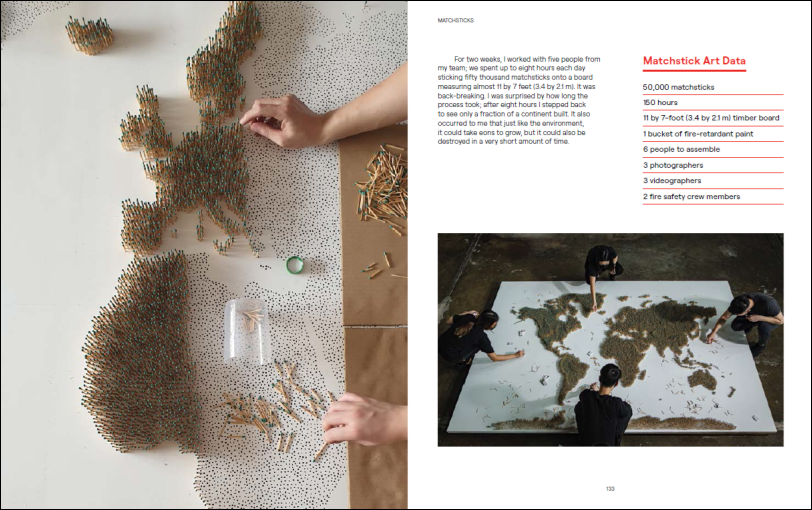 MATCHSTICKS
For two weeks, I worked with five people from
my team; we spent up to eight hours each day
sticking fifty thousand matchsticks onto a board
measuring almost 11 by 7 feet (3.4 by 2.1 m). It was
back-breaking. I was surprised by how long the
process took; after eight hours I stepped back
to see only a fraction of a continent built. It also
occurred to me that just like the environment,
it could take eons to grow, but it could also be
destroyed in a very short amount of time.
Matchstick Art Data
50,000 matchsticks
150 hours
11 by 7-foot (3.4 by 2.1 m) timber board
1 bucket of fire-retardant paint
6 people to assemble
3 photographers
3 videographers
2 fire safety crew members
133